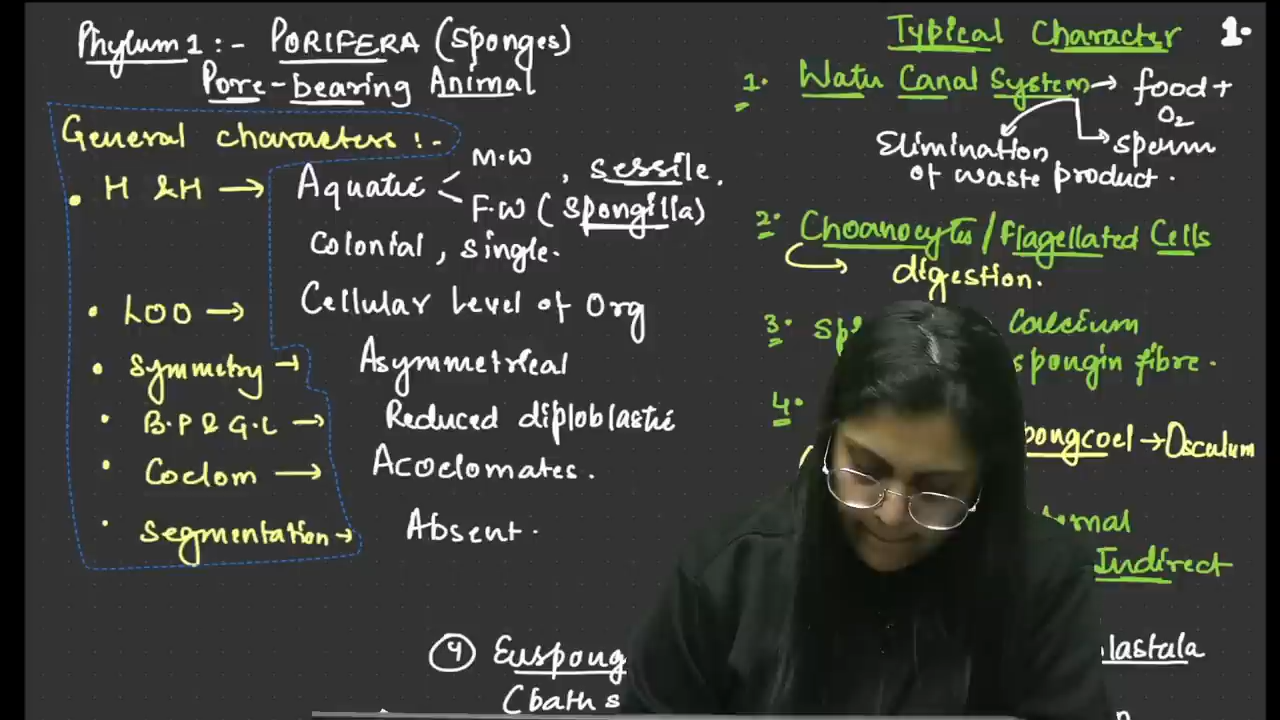 Phylum 1 :- PORIFERA (Sponges)
Pore-bearing Animal
General characters :-
• H & H → Aquatic < M.W , sessile.
F.W (Spongilla)
Colonial , single.
• LOO → Cellular Level of Org
• Symmetry → Asymmetrical
• B.P & G.L → Reduced diploblastic
• Coelom → Acoelomates.
• Segmentation → Absent.
Typical Character 1.
1. Water Canal System → food +
O2
Elimination
of waste product.
→ sperm
2. Choanocytes / flagellated Cells
digestion.
3. Calcium
spongin fibre.
4.
→ Osculum
Indirect
④